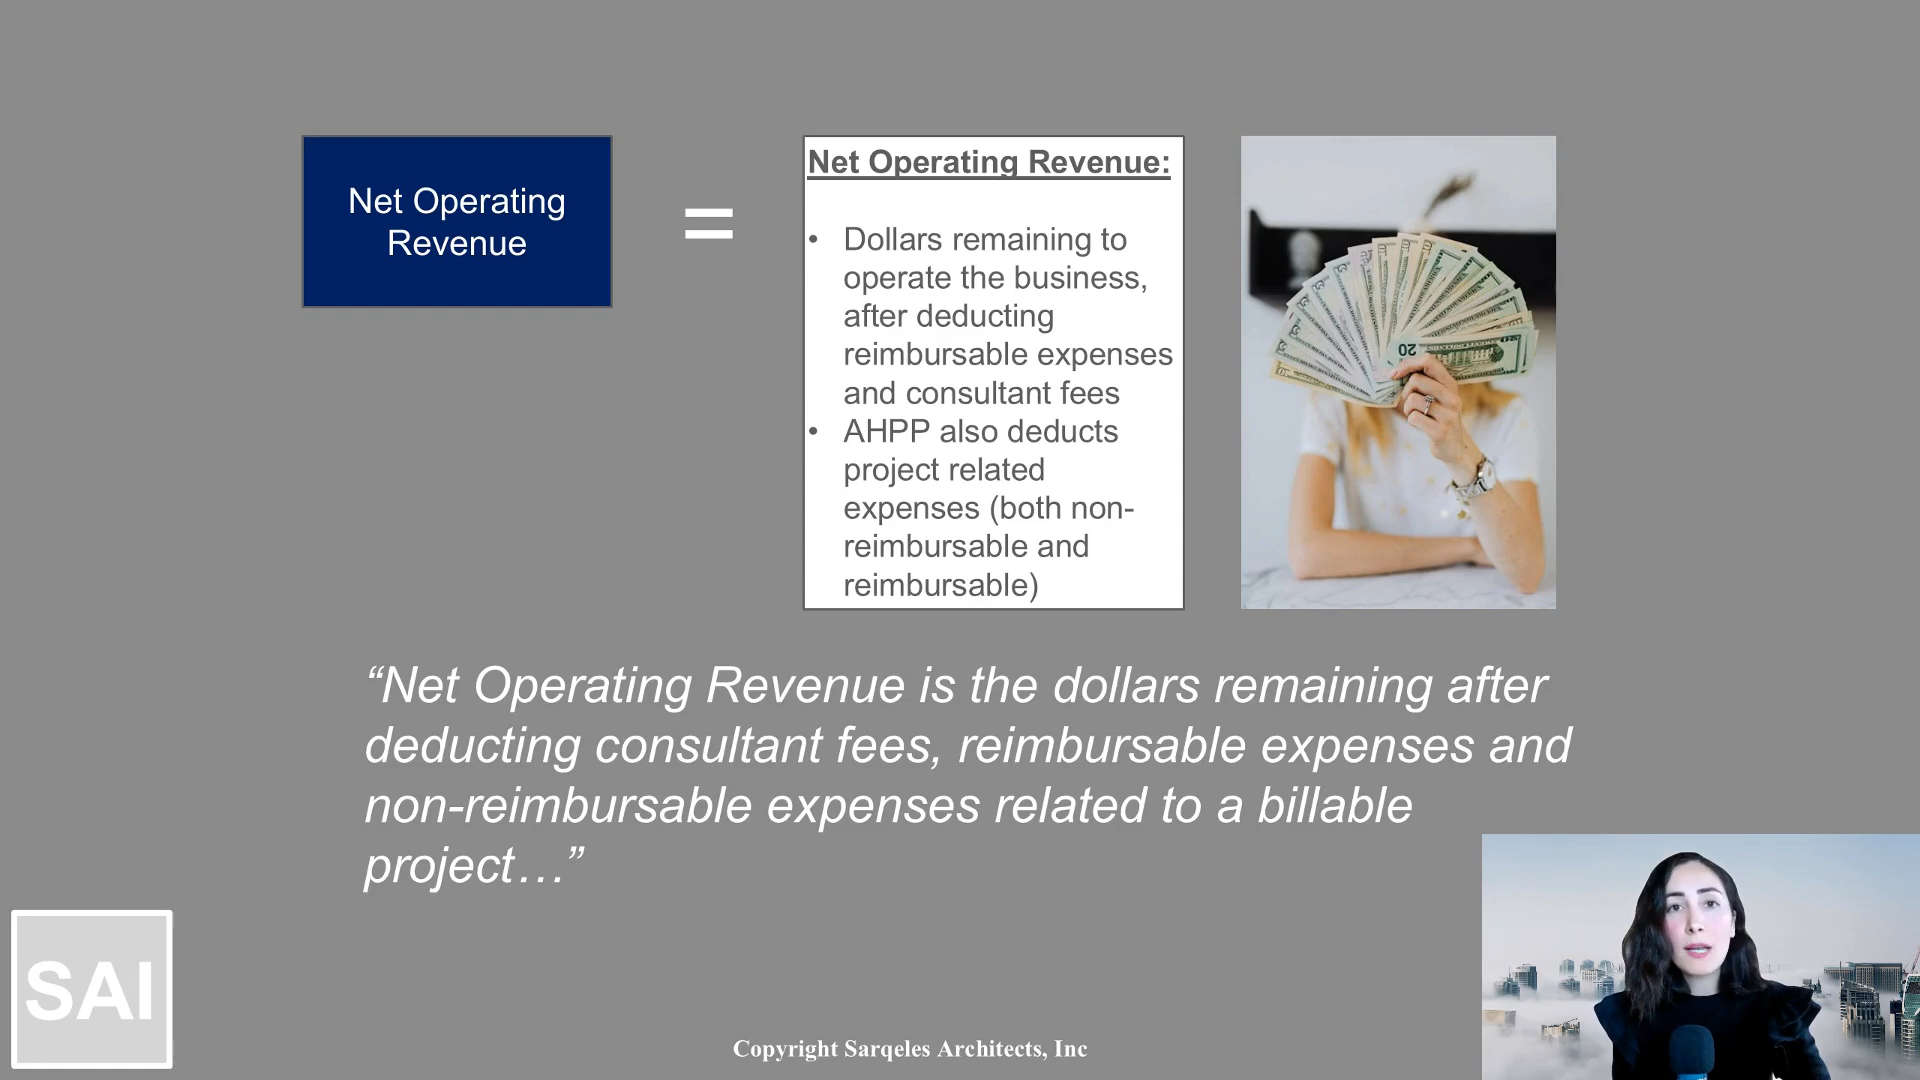 Net Operating
Revenue
=
Net Operating Revenue:
• Dollars remaining to
operate the business,
after deducting
reimbursable expenses
and consultant fees
• AHPP also deducts
project related
expenses (both non-
reimbursable and
reimbursable)
20
“Net Operating Revenue is the dollars remaining after
deducting consultant fees, reimbursable expenses and
non-reimbursable expenses related to a billable
project…”
SAI
Copyright Sarqeles Architects, Inc